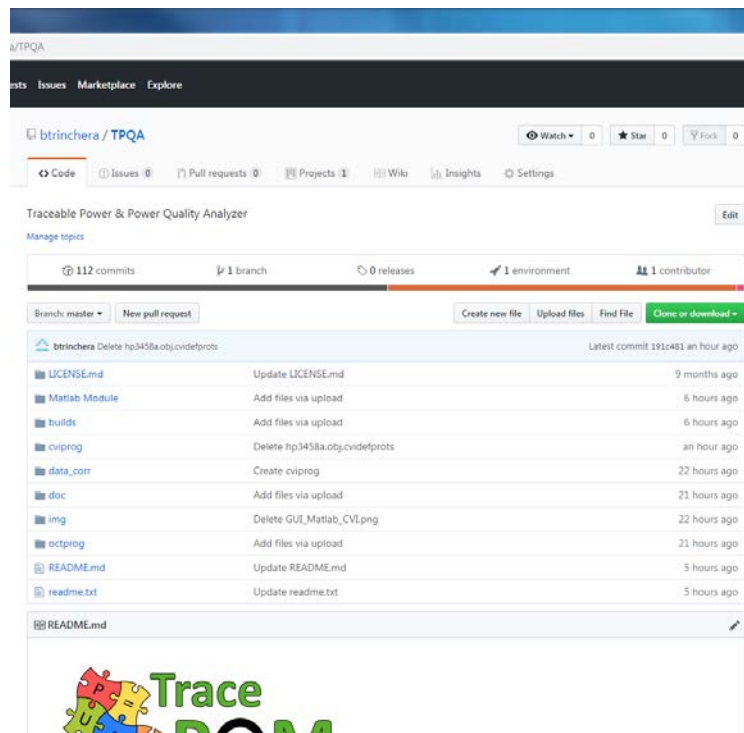 a/TPQA
ests Issues Marketplace Explore
btrinchera / TPQA Watch 0 Star 0 Fork 0
Code Issues 0 Pull requests 0 Projects 1 Wiki Insights Settings
Traceable Power & Power Quality Analyzer Edit
Manage topics
112 commits 1 branch 0 releases 1 environment 1 contributor
Branch: master New pull request Create new file Upload files Find File Clone or download
btrinchera Delete hp3458a.obj.cvidefprots Latest commit 191c481 an hour ago
LICENSE.md Update LICENSE.md 9 months ago
Matlab Module Add files via upload 6 hours ago
builds Add files via upload 6 hours ago
cviprog Delete hp3458a.obj.cvidefprots an hour ago
data_corr Create cviprog 22 hours ago
doc Add files via upload 21 hours ago
img Delete GUI_Matlab_CVI.png 22 hours ago
octprog Add files via upload 21 hours ago
README.md Update README.md 5 hours ago
readme.txt Update readme.txt 5 hours ago
README.md
P =
U
Trace
PQM